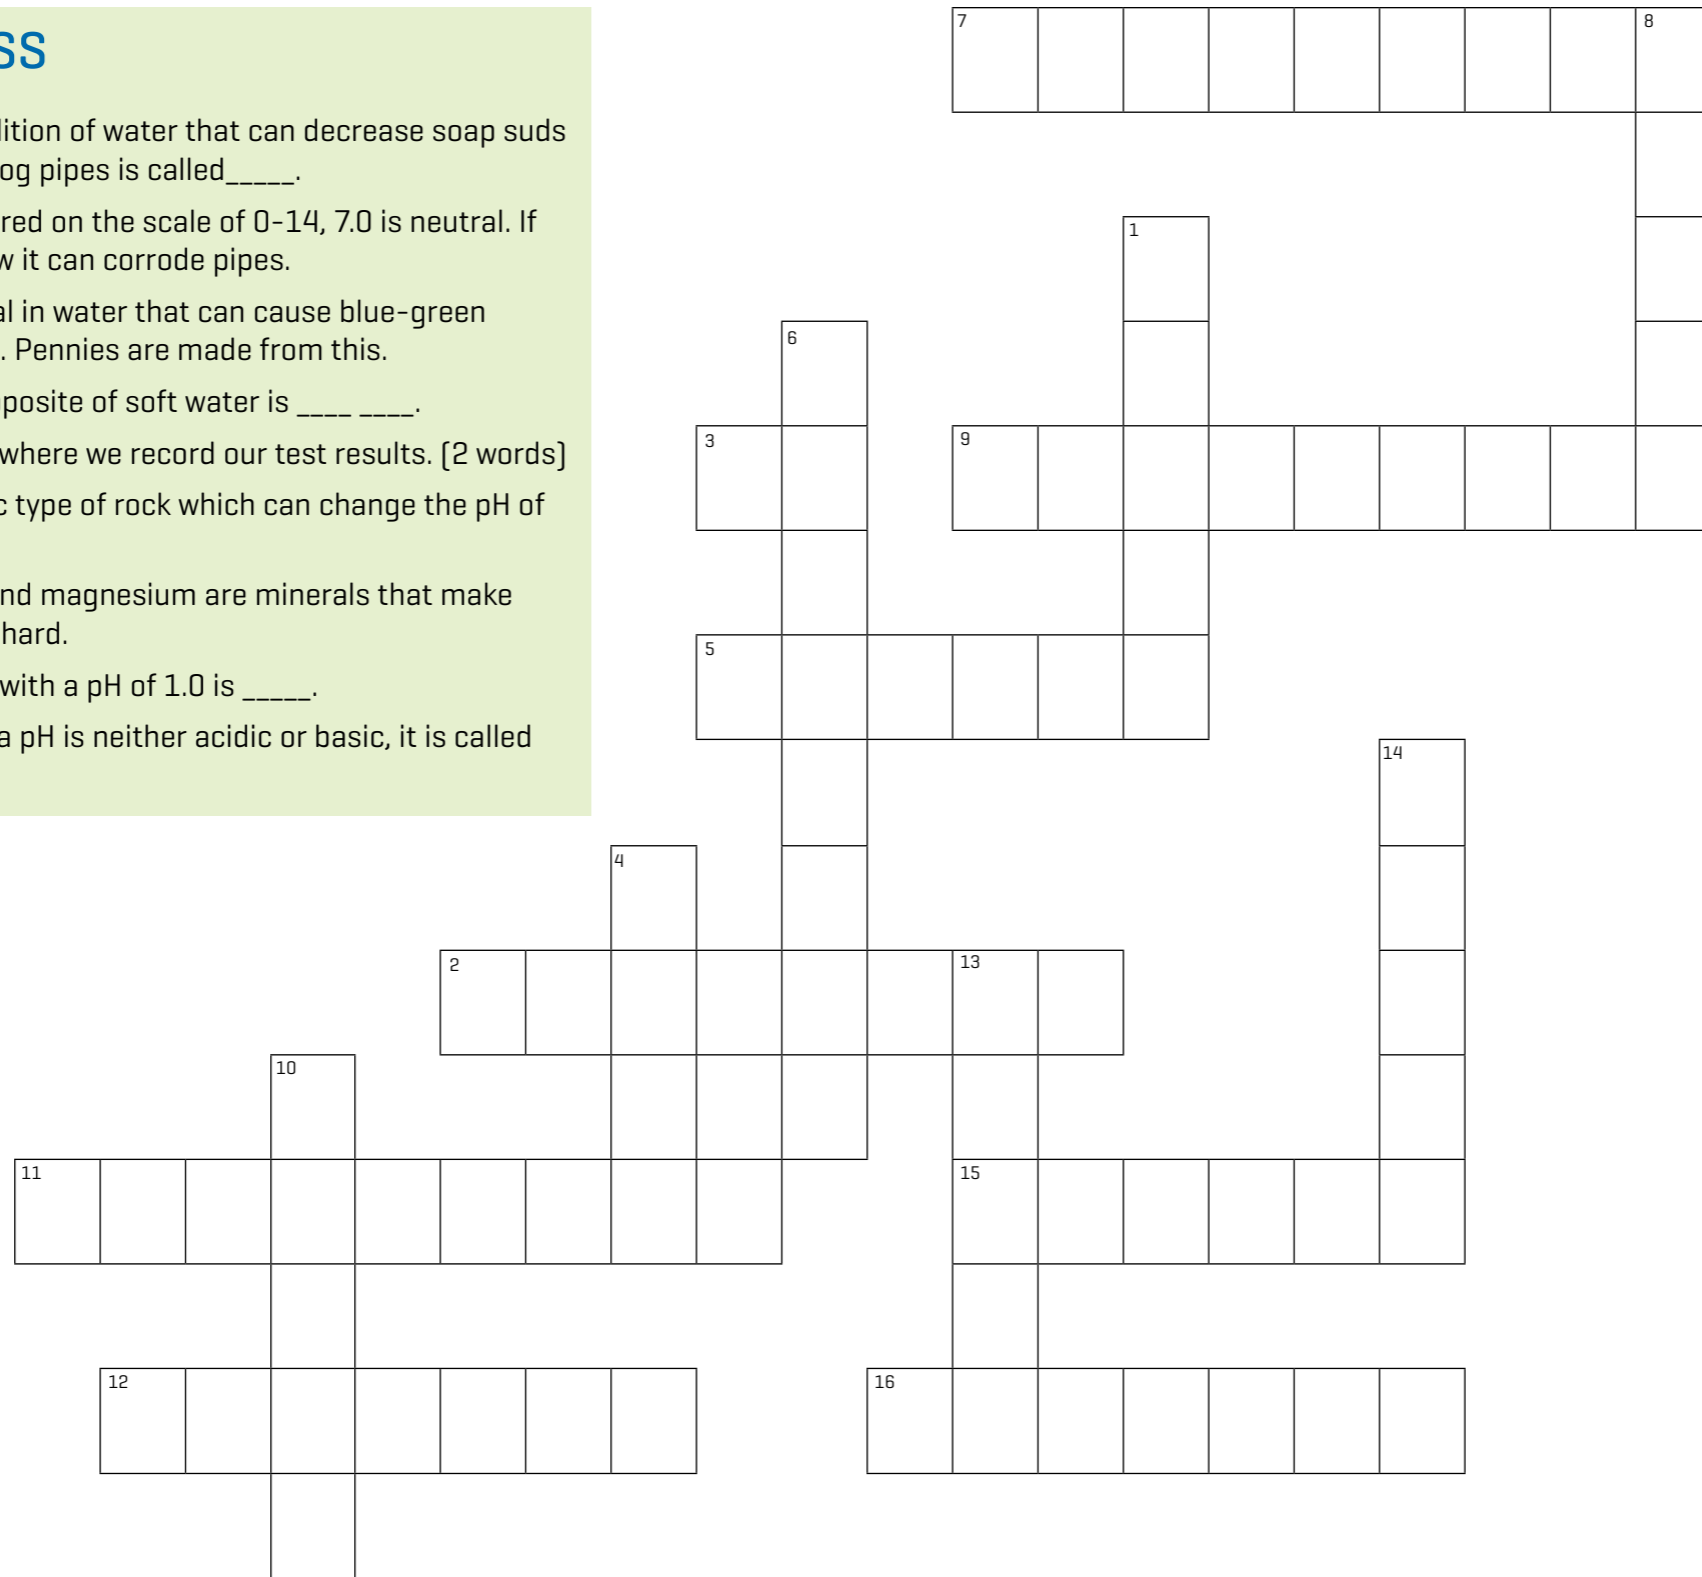 SS
dition of water that can decrease soap suds
og pipes is called_____.
red on the scale of 0-14, 7.0 is neutral. If
w it can corrode pipes.
al in water that can cause blue-green
. Pennies are made from this.
posite of soft water is ____ ____.
where we record our test results. (2 words)
c type of rock which can change the pH of
nd magnesium are minerals that make
hard.
with a pH of 1.0 is _____.
a pH is neither acidic or basic, it is called
7
8
1
6
3
9
5
14
4
2
13
10
11
15
12
16